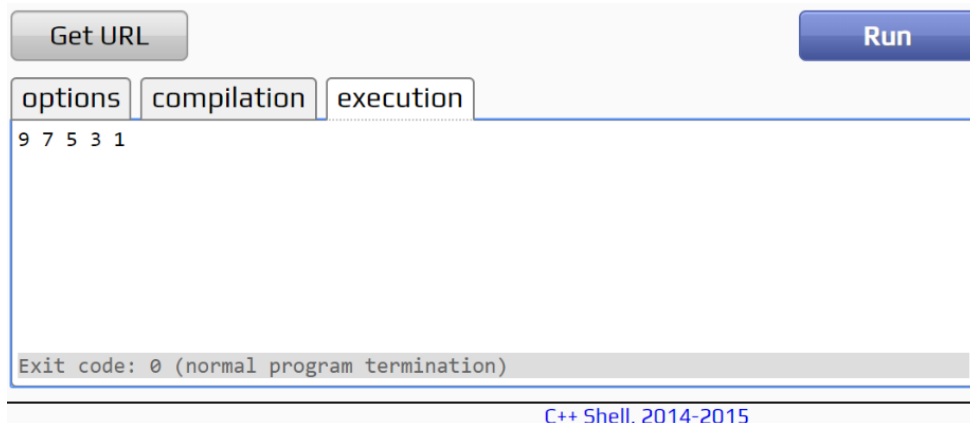 Get URL
Run
options compilation execution
9 7 5 3 1
Exit code: 0 (normal program termination)
C++ Shell, 2014-2015